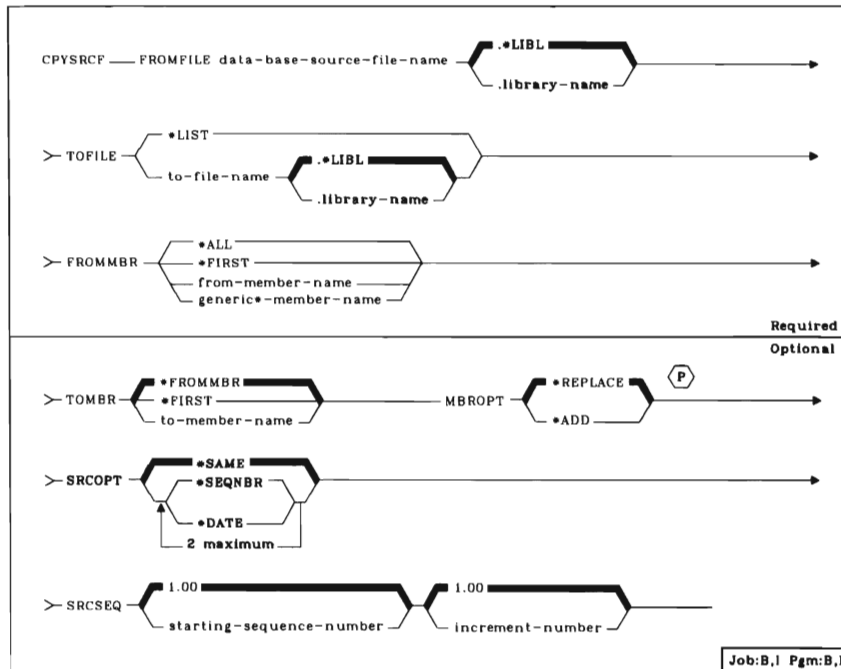 CPYSRCF FROMFILE data-base-source-file-name .*LIBL
.library-name
TOFILE *LIST
to-file-name .*LIBL
.library-name
FROMMBR *ALL
*FIRST
from-member-name
generic*-member-name
Required
Optional
TOMBR *FROMMBR MBROPT *REPLACE P
*FIRST
to-member-name *ADD
SRCOPT *SAME
*SEQNBR
*DATE
2 maximum
SRCSEQ 1.00 1.00
starting-sequence-number increment-number
Job:B,I Pgm:B,I